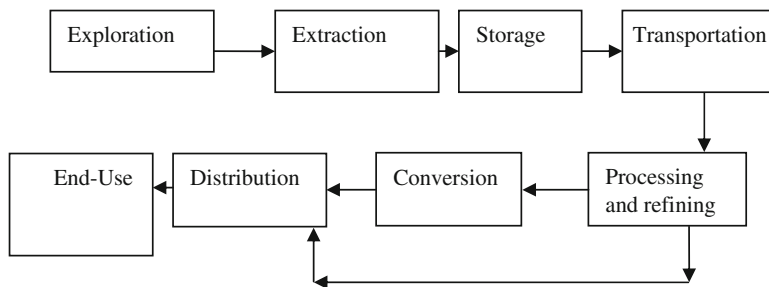 Exploration
Extraction
Storage
Transportation
End-Use
Distribution
Conversion
Processing
and refining